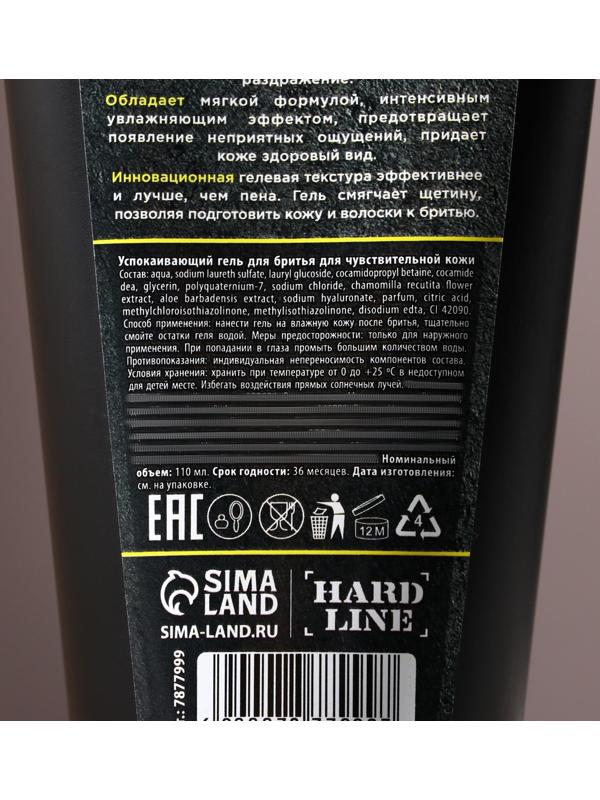 раздражение.
Обладает мягкой формулой, интенсивным
увлажняющим эффектом, предотвращает
появление неприятных ощущений, придает
коже здоровый вид.
Инновационная гелевая текстура эффективнее
и лучше, чем пена. Гель смягчает щетину,
позволяя подготовить кожу и волоски к бритью.
Успокаивающий гель для бритья для чувствительной кожи
Состав: aqua, sodium laureth sulfate, lauryl glucoside, cocamidopropyl betaine, cocamide
dea, glycerin, polyquaternium-7, sodium chloride, chamomilla recutita flower
extract, aloe barbadensis extract, sodium hyaluronate, parfum, citric acid,
methylchloroisothiazolinone, methylisothiazolinone, disodium edta, CI 42090.
Способ применения: нанести гель на влажную кожу после бритья, тщательно
смойте остатки геля водой. Меры предосторожности: только для наружного
применения. При попадании в глаза промыть большим количеством воды.
Противопоказания: индивидуальная непереносимость компонентов состава.
Условия хранения: хранить при температуре от 0 до +25 ºC в недоступном
для детей месте. Избегать воздействия прямых солнечных лучей.
Номинальный
объем: 110 мл. Срок годности: 36 месяцев. Дата изготовления:
см. на упаковке.
EAC
12 M
4
SIMA
LAND
SIMA-LAND.RU
HARD
LINE
.: 7877999